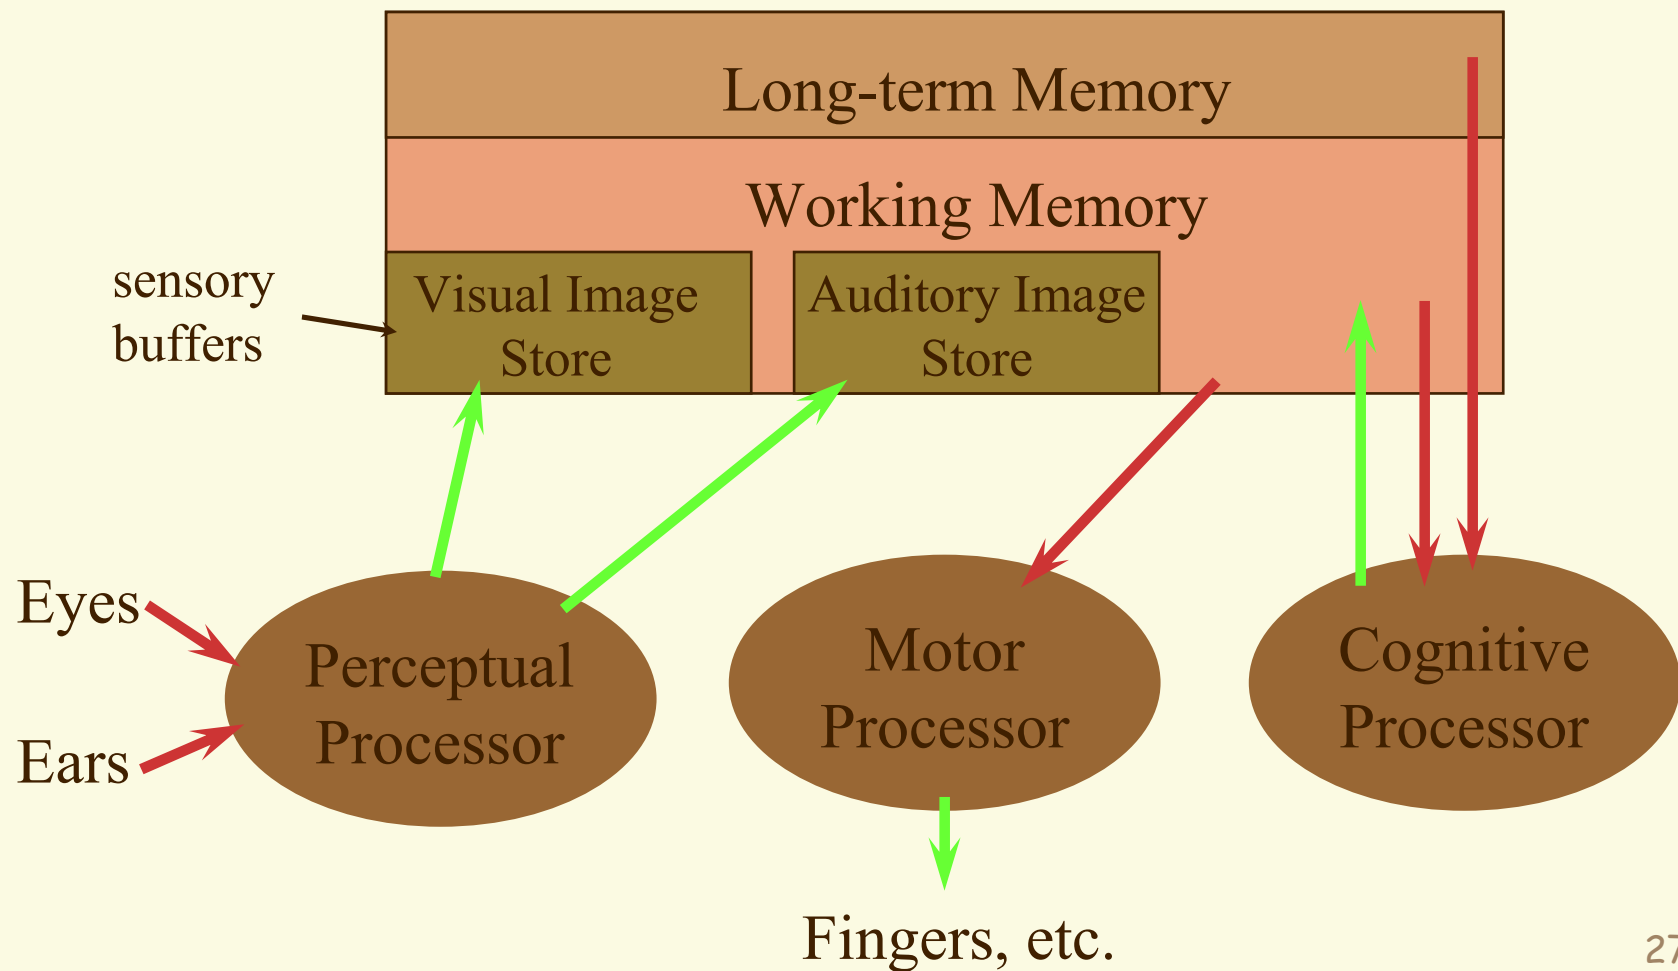 Long-term Memory
Working Memory
sensory
buffers
Visual Image
Store
Auditory Image
Store
Eyes
Ears
Perceptual
Processor
Motor
Processor
Cognitive
Processor
Fingers, etc.
27